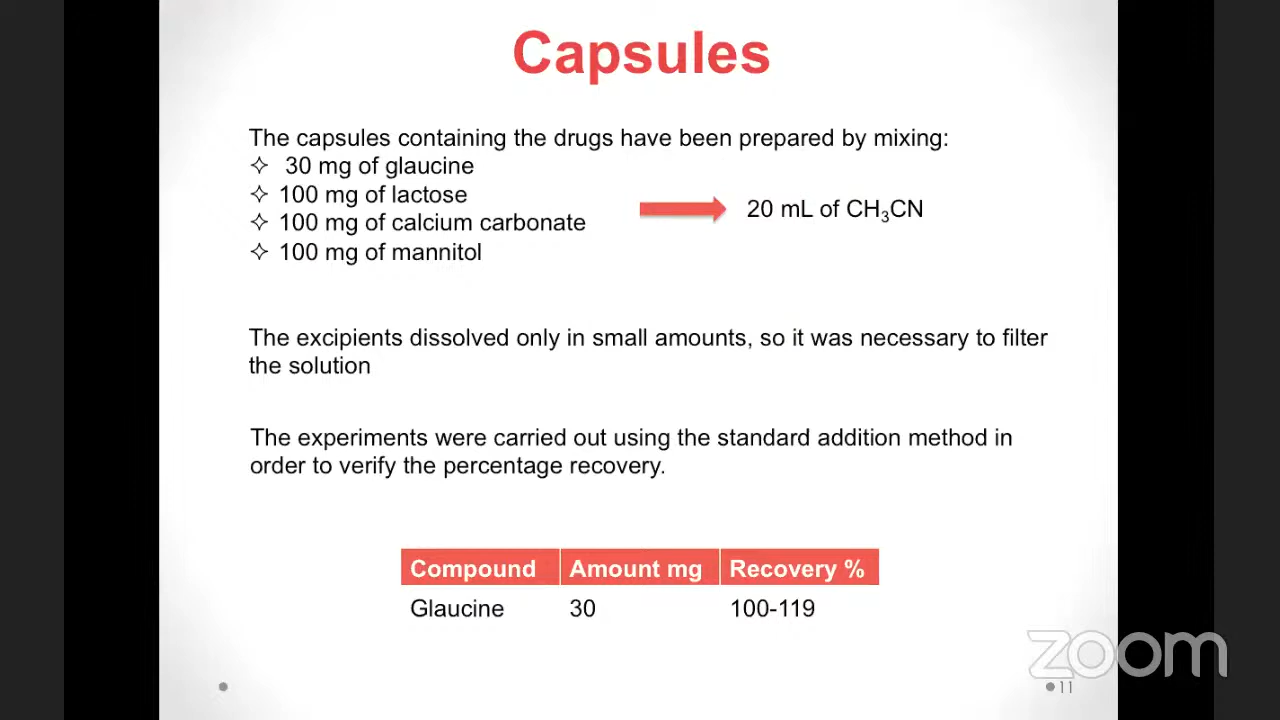 Capsules
The capsules containing the drugs have been prepared by mixing:
✧ 30 mg of glaucine
✧ 100 mg of lactose
✧ 100 mg of calcium carbonate
✧ 100 mg of mannitol
20 mL of CH₃CN
The excipients dissolved only in small amounts, so it was necessary to filter
the solution
The experiments were carried out using the standard addition method in
order to verify the percentage recovery.
Compound Amount mg Recovery %
Glaucine 30 100-119
zoom
11